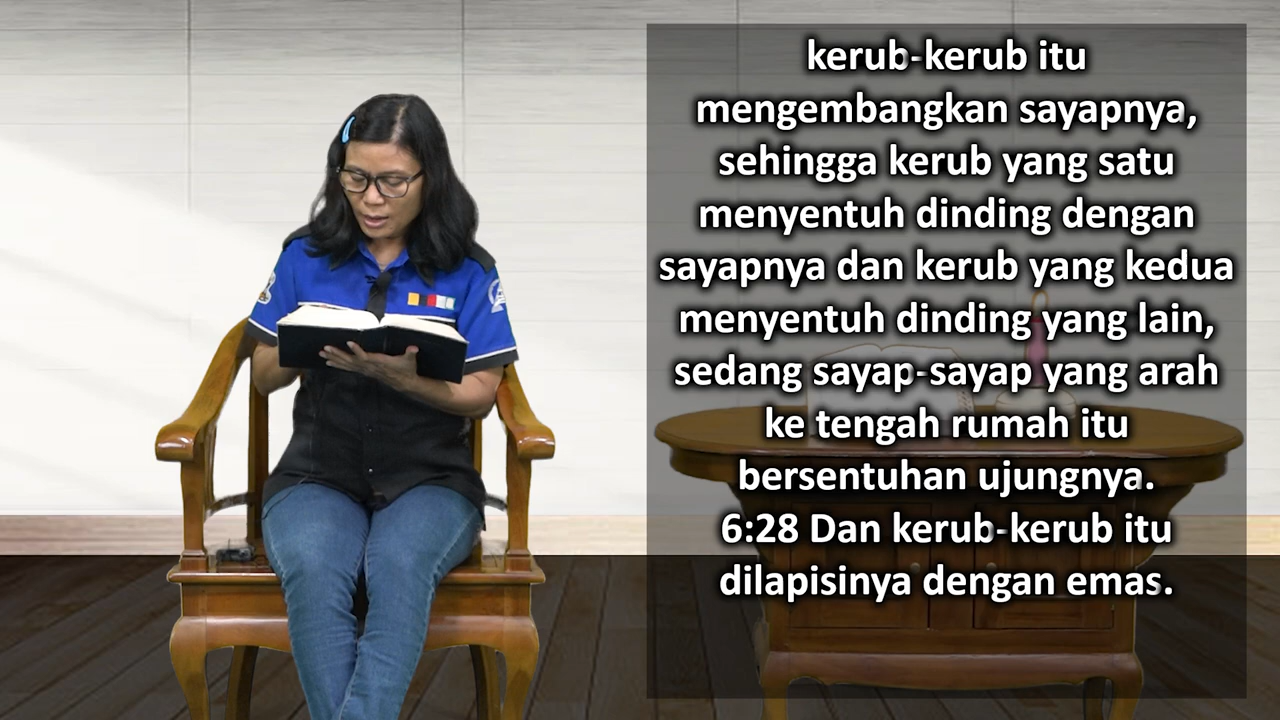 kerub-kerub itu
mengembangkan sayapnya,
sehingga kerub yang satu
menyentuh dinding dengan
sayapnya dan kerub yang kedua
menyentuh dinding yang lain,
sedang sayap-sayap yang arah
ke tengah rumah itu
bersentuhan ujungnya.
6:28 Dan kerub-kerub itu
dilapisinya dengan emas.